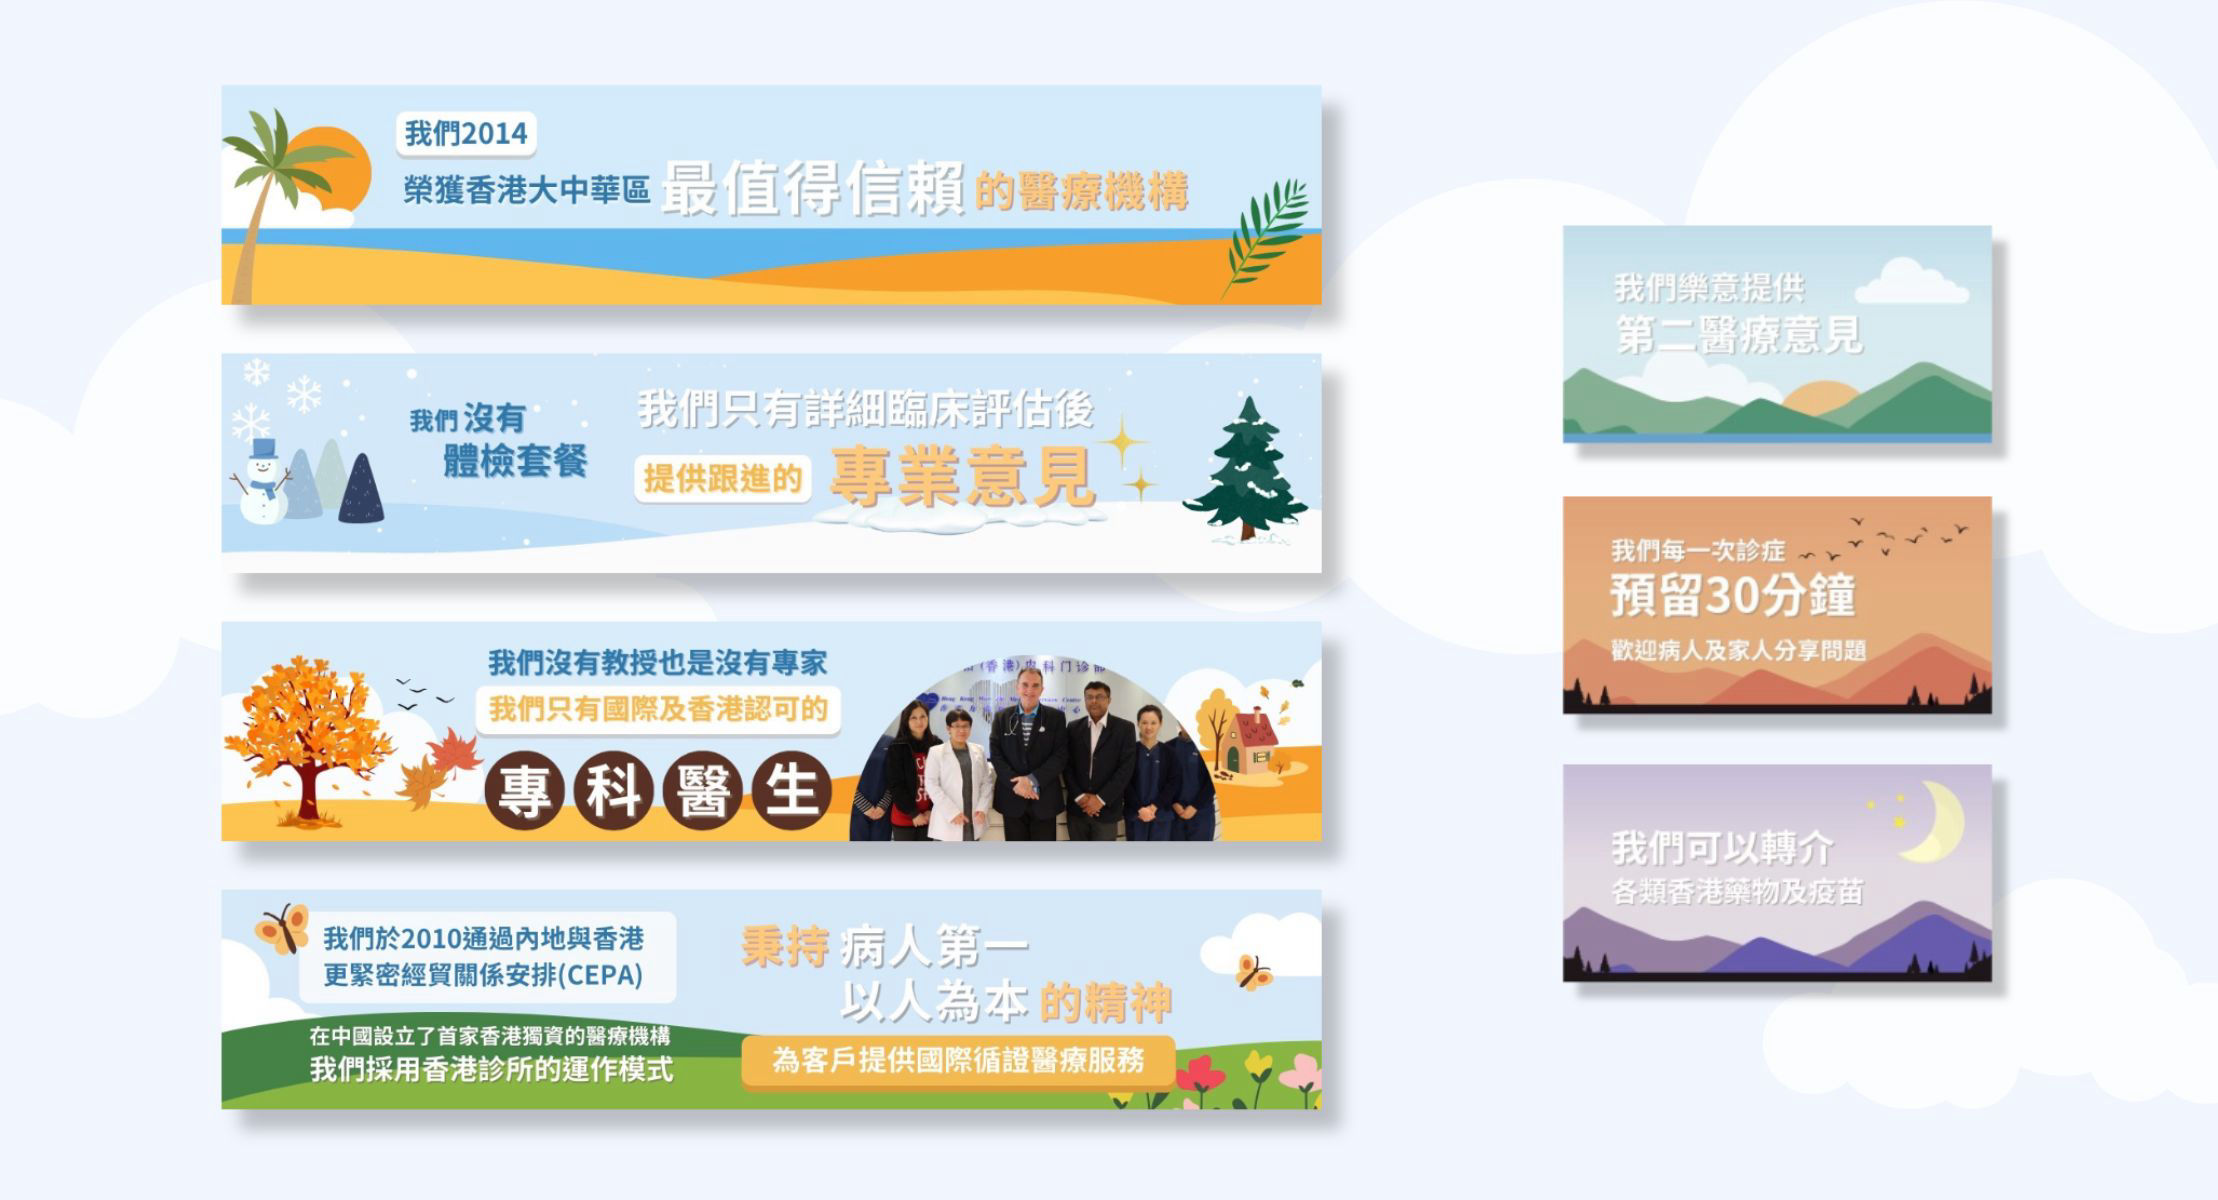 我們2014
榮獲香港大中華區 最值得信賴 的醫療機構
我們 沒有
體檢套餐
我們只有詳細臨床評估後
提供跟進的 專業意見
我們沒有教授也是沒有專家
我們只有國際及香港認可的
專 科 醫 生
(香港)内科门诊部
我們於2010通過內地與香港
更緊密經貿關係安排(CEPA)
在中國設立了首家香港獨資的醫療機構
我們採用香港診所的運作模式
秉持 病人第一
以人為本 的精神
為客戶提供國際循證醫療服務
我們樂意提供
第二醫療意見
我們每一次診症
預留30分鐘
歡迎病人及家人分享問題
我們可以轉介
各類香港藥物及疫苗